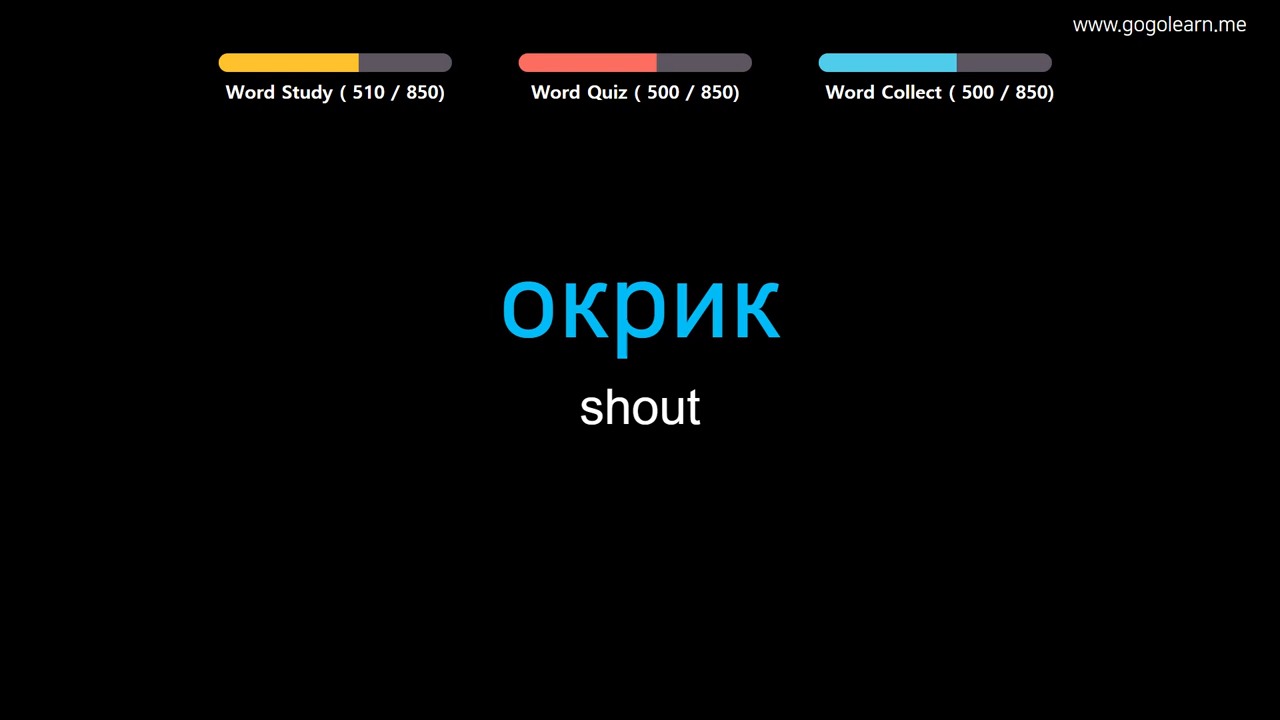 www.gogolearn.me
Word Study ( 510 / 850)
Word Quiz ( 500 / 850)
Word Collect ( 500 / 850)
окрик
shout